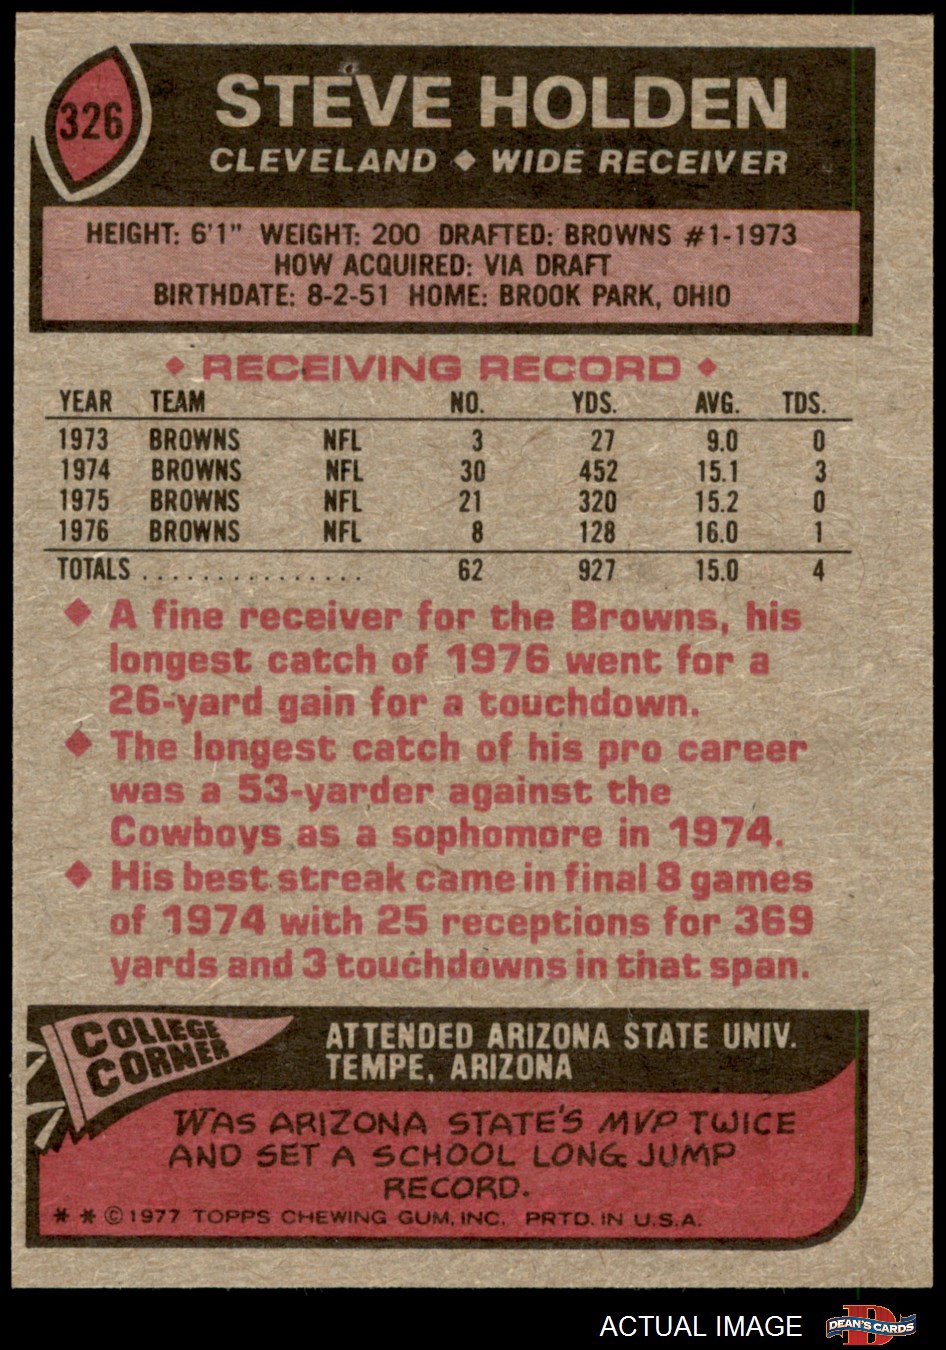 326
STEVE HOLDEN
CLEVELAND ◆ WIDE RECEIVER
HEIGHT: 6'1" WEIGHT: 200 DRAFTED: BROWNS #1-1973
HOW ACQUIRED: VIA DRAFT
BIRTHDATE: 8-2-51 HOME: BROOK PARK, OHIO
◆ RECEIVING RECORD ◆
YEAR TEAM NO. YDS. AVG. TDS.
1973 BROWNS NFL 3 27 9.0 0
1974 BROWNS NFL 30 452 15.1 3
1975 BROWNS NFL 21 320 15.2 0
1976 BROWNS NFL 8 128 16.0 1
TOTALS . . . . . . . . . . . . . . . . 62 927 15.0 4
◆ A fine receiver for the Browns, his
longest catch of 1976 went for a
26-yard gain for a touchdown.
◆ The longest catch of his pro career
was a 53-yarder against the
Cowboys as a sophomore in 1974.
◆ His best streak came in final 8 games
of 1974 with 25 receptions for 369
yards and 3 touchdowns in that span.
COLLEGE
CORNER
ATTENDED ARIZONA STATE UNIV.
TEMPE, ARIZONA
WAS ARIZONA STATE'S MVP TWICE
AND SET A SCHOOL LONG JUMP
RECORD.
* * © 1977 TOPPS CHEWING GUM, INC. PRTD. IN U.S.A.
ACTUAL IMAGE
D
DEAN'S CARDS